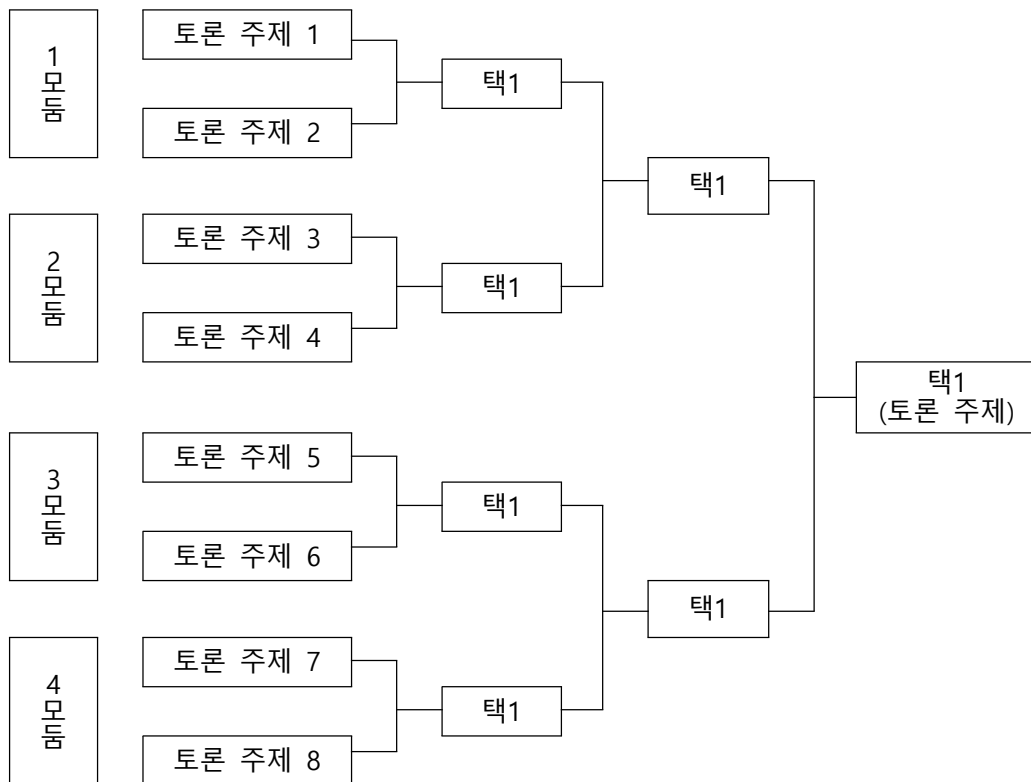 1
모
둠
토론 주제 1
토론 주제 2
택1
2
모
둠
토론 주제 3
토론 주제 4
택1
택1
3
모
둠
토론 주제 5
토론 주제 6
택1
4
모
둠
토론 주제 7
토론 주제 8
택1
택1
택1
(토론 주제)